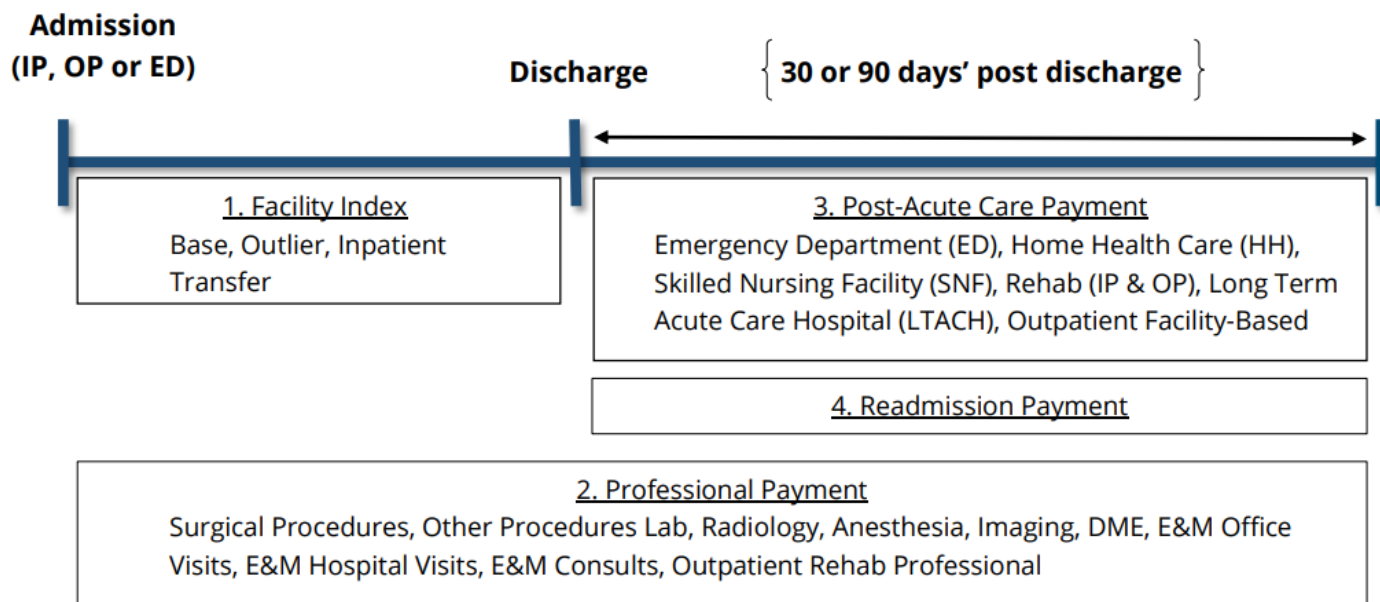 Admission
(IP, OP or ED)
Discharge
{ 30 or 90 days’ post discharge }
1. Facility Index
Base, Outlier, Inpatient
Transfer
3. Post-Acute Care Payment
Emergency Department (ED), Home Health Care (HH),
Skilled Nursing Facility (SNF), Rehab (IP & OP), Long Term
Acute Care Hospital (LTACH), Outpatient Facility-Based
4. Readmission Payment
2. Professional Payment
Surgical Procedures, Other Procedures Lab, Radiology, Anesthesia, Imaging, DME, E&M Office
Visits, E&M Hospital Visits, E&M Consults, Outpatient Rehab Professional